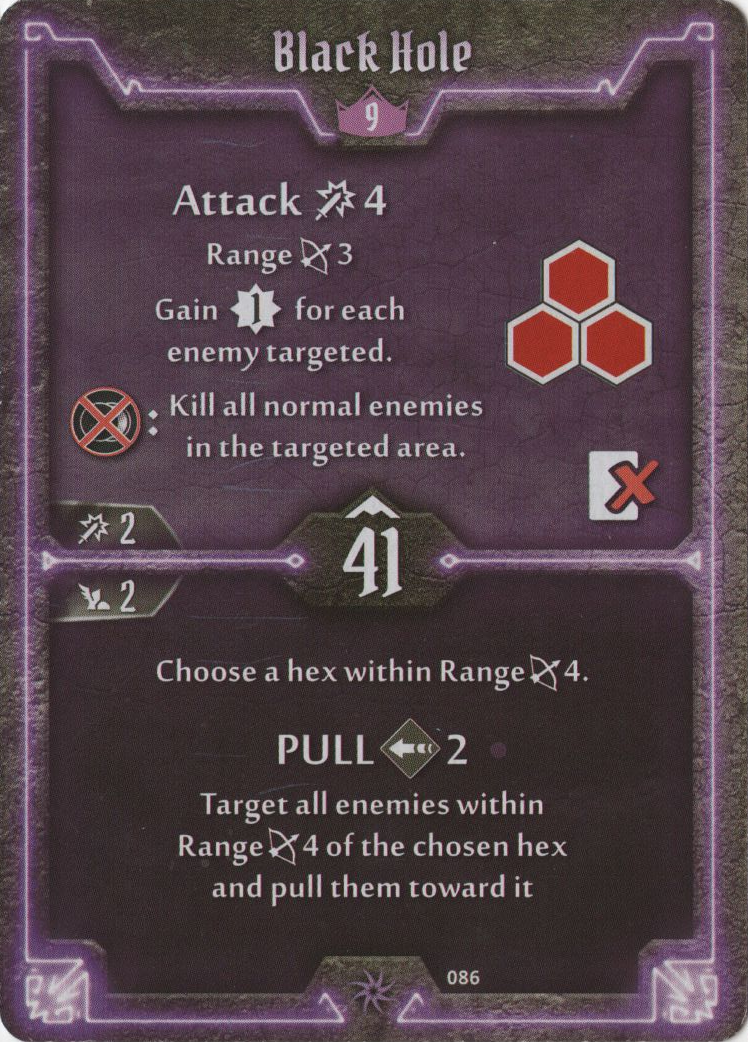 Black Hole
9
Attack 4
Range 3
Gain 1 for each
enemy targeted.
: Kill all normal enemies
in the targeted area.
2
41
2
Choose a hex within Range 4.
PULL 2
Target all enemies within
Range 4 of the chosen hex
and pull them toward it
086